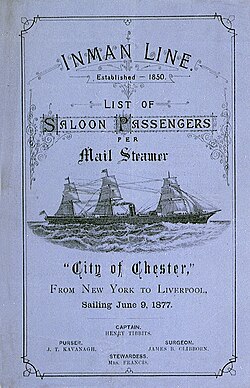 INMAN LINE.
Established — 1850.
LIST OF
SALOON PASSENGERS
PER
Mail Steamer
"City of Chester,"
FROM NEW YORK TO LIVERPOOL,
Sailing June 9, 1877.
CAPTAIN.
HENRY TIBBITS.
PURSER. SURGEON.
J. T. KAVANAGH. JAMES B. CLIBBORN.
STEWARDESS.
MRS. FRANCIS.